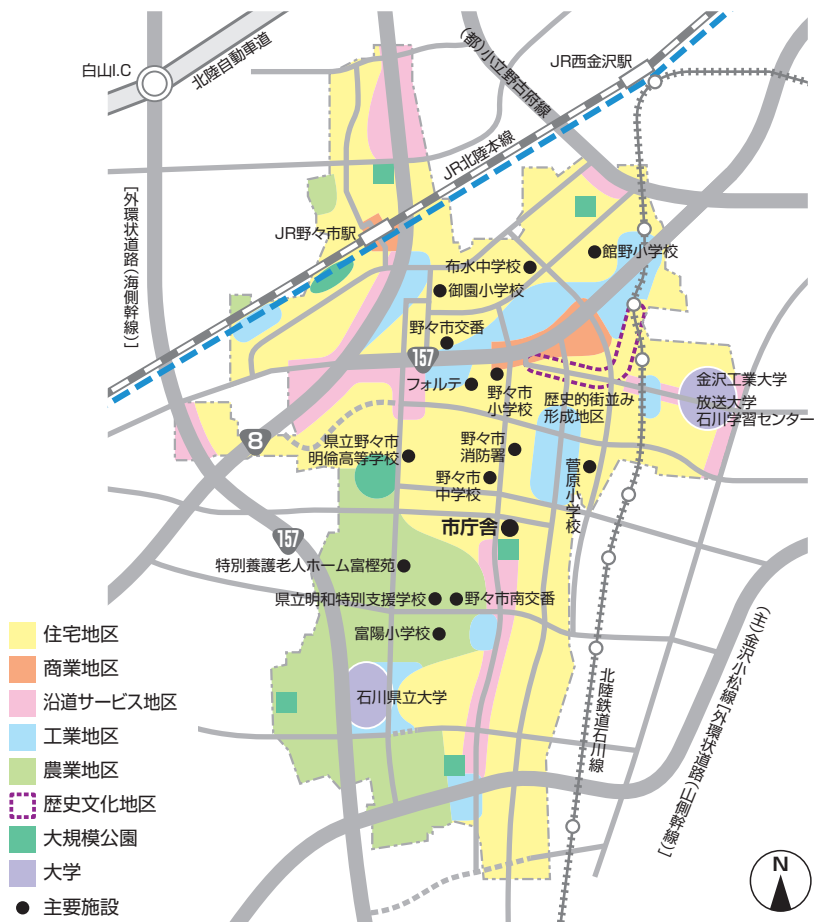 白山I.C
北陸自動車道
(都)小立野古府線
JR西金沢駅
JR北陸本線
[外環状道路(海側幹線)]
JR野々市駅
布水中学校
館野小学校
御園小学校
野々市交番
157
フォルテ
野々市
小学校
歴史的街並み
形成地区
金沢工業大学
放送大学
石川学習センター
8
県立野々市
明倫高等学校
野々市
消防署
野々市
中学校
菅原小学校
市庁舎
157
特別養護老人ホーム富樫苑
県立明和特別支援学校
野々市南交番
富陽小学校
石川県立大学
北陸鉄道石川線
(主)金沢小松線[外環状道路(山側幹線)]
住宅地区
商業地区
沿道サービス地区
工業地区
農業地区
歴史文化地区
大規模公園
大学
主要施設
N